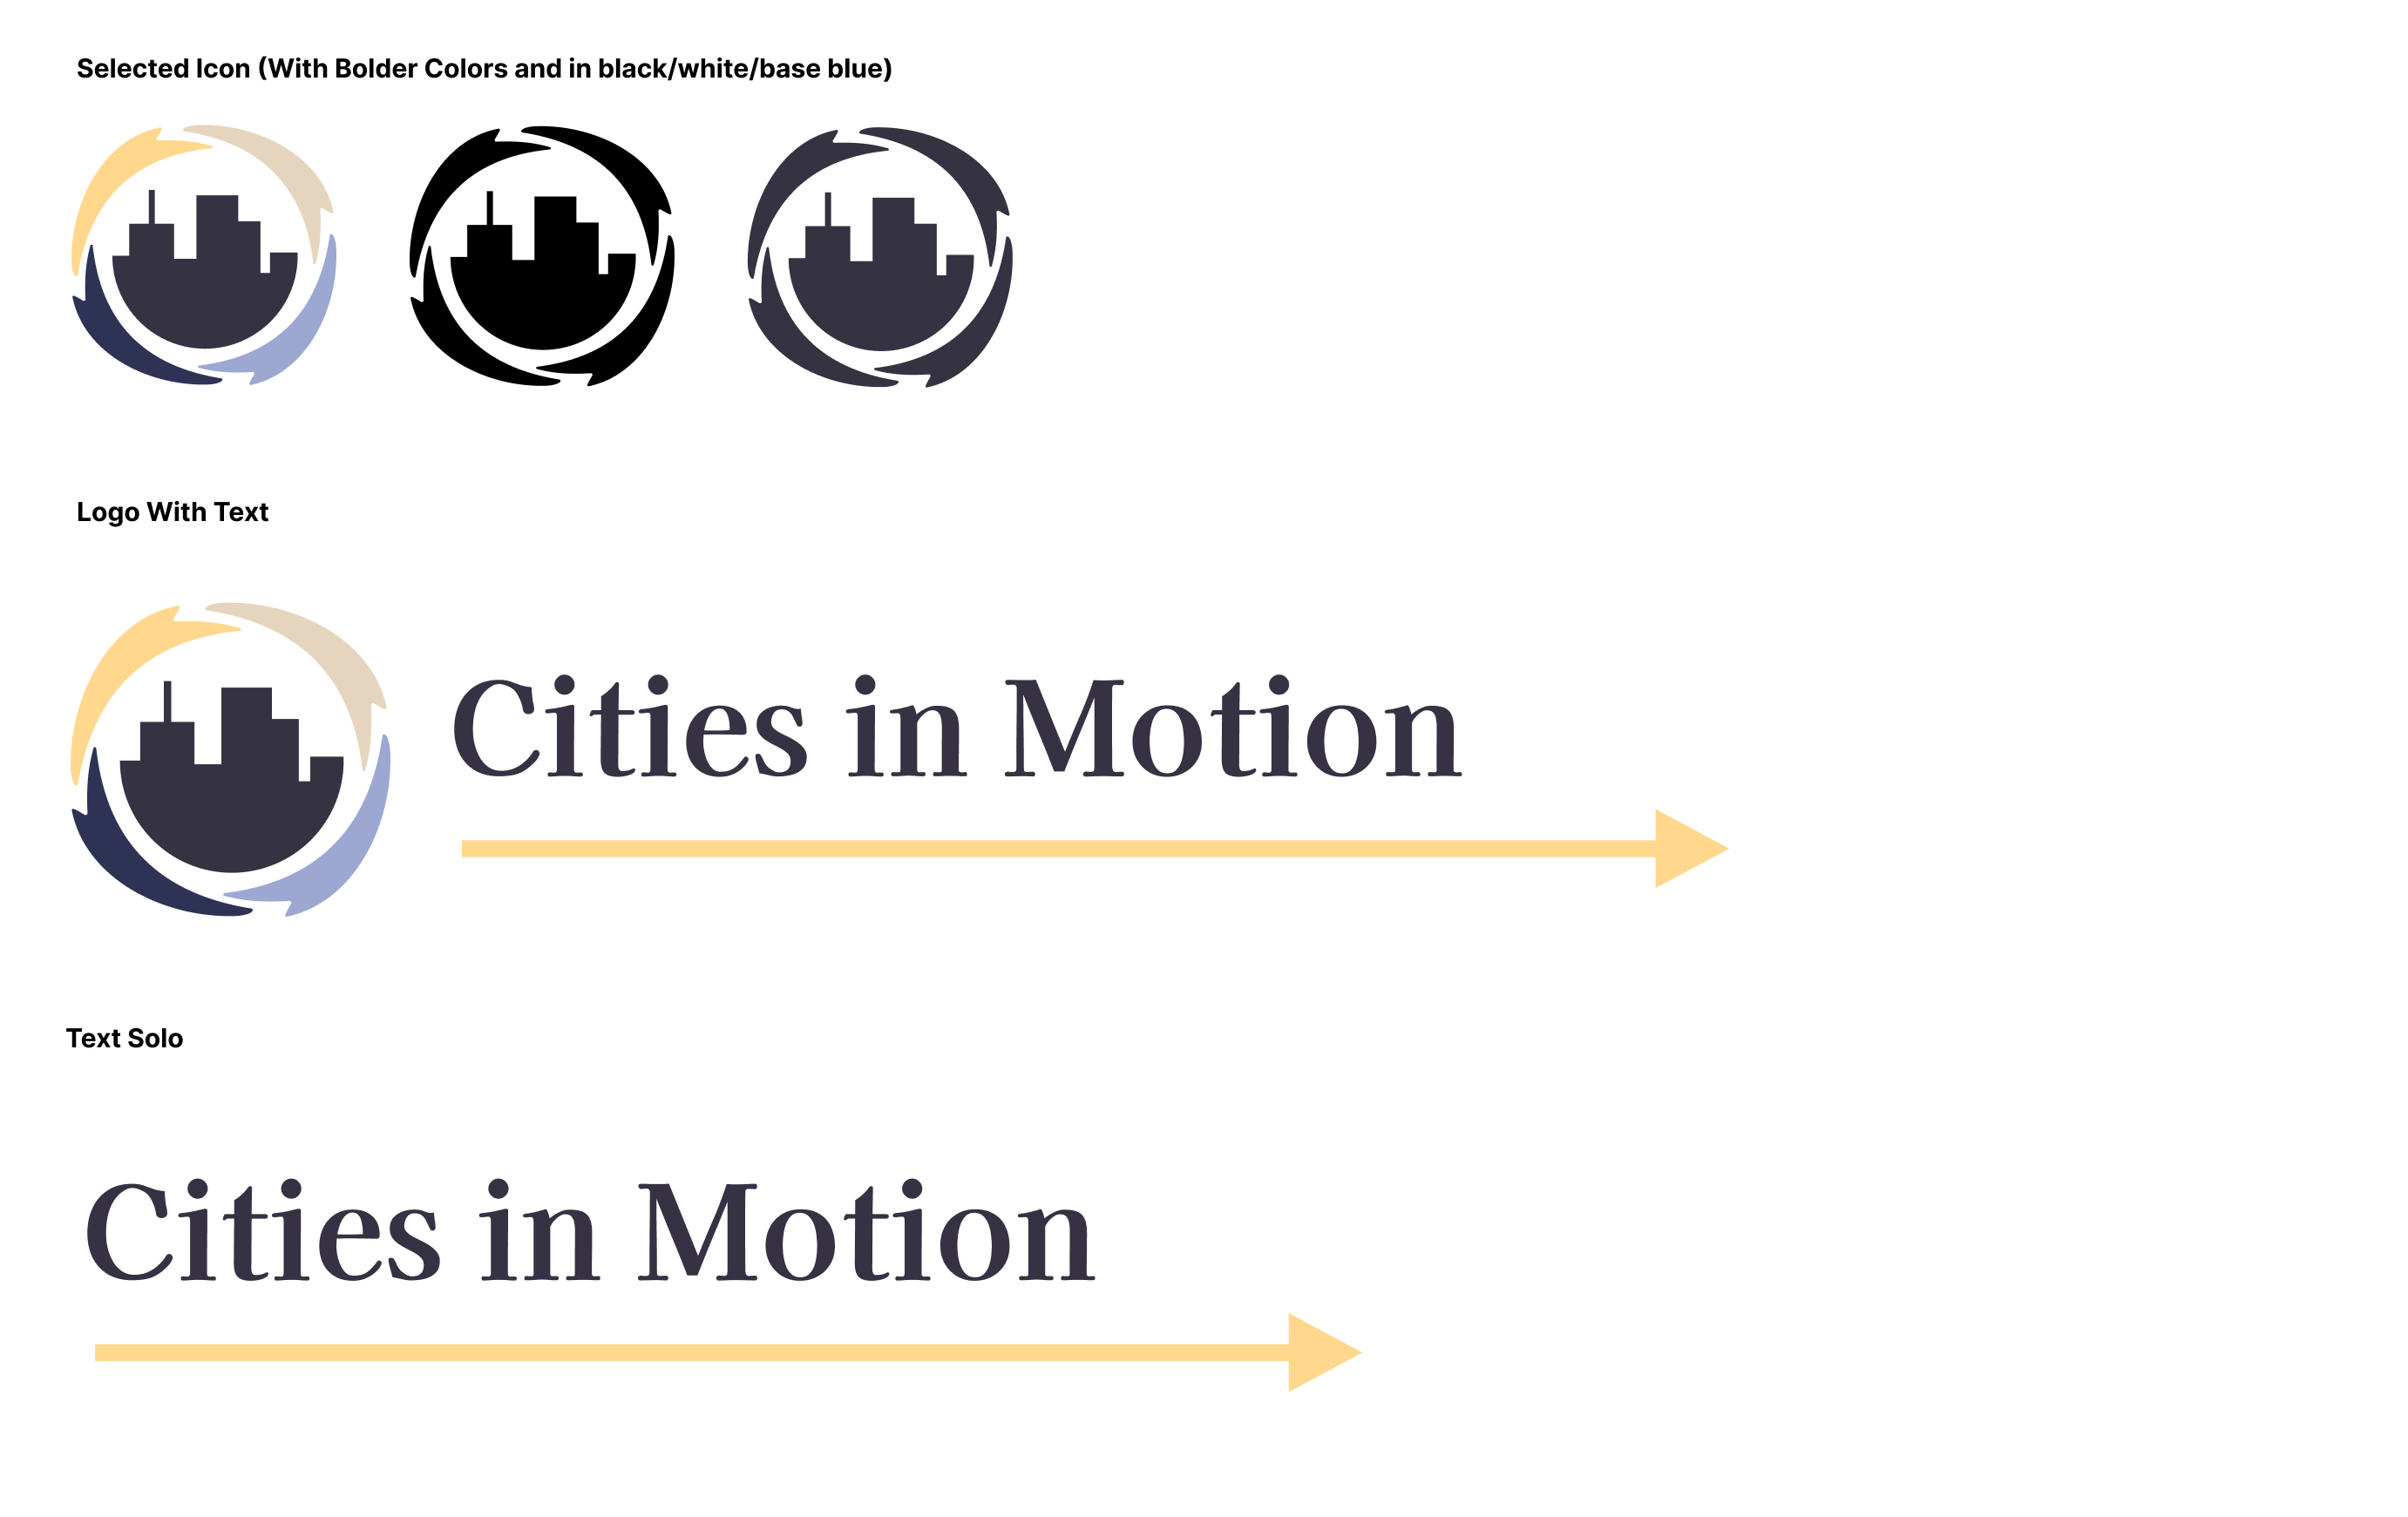 Selected Icon (With Bolder Colors and in black/white/base blue)
Logo With Text
Cities in Motion
Text Solo
Cities in Motion